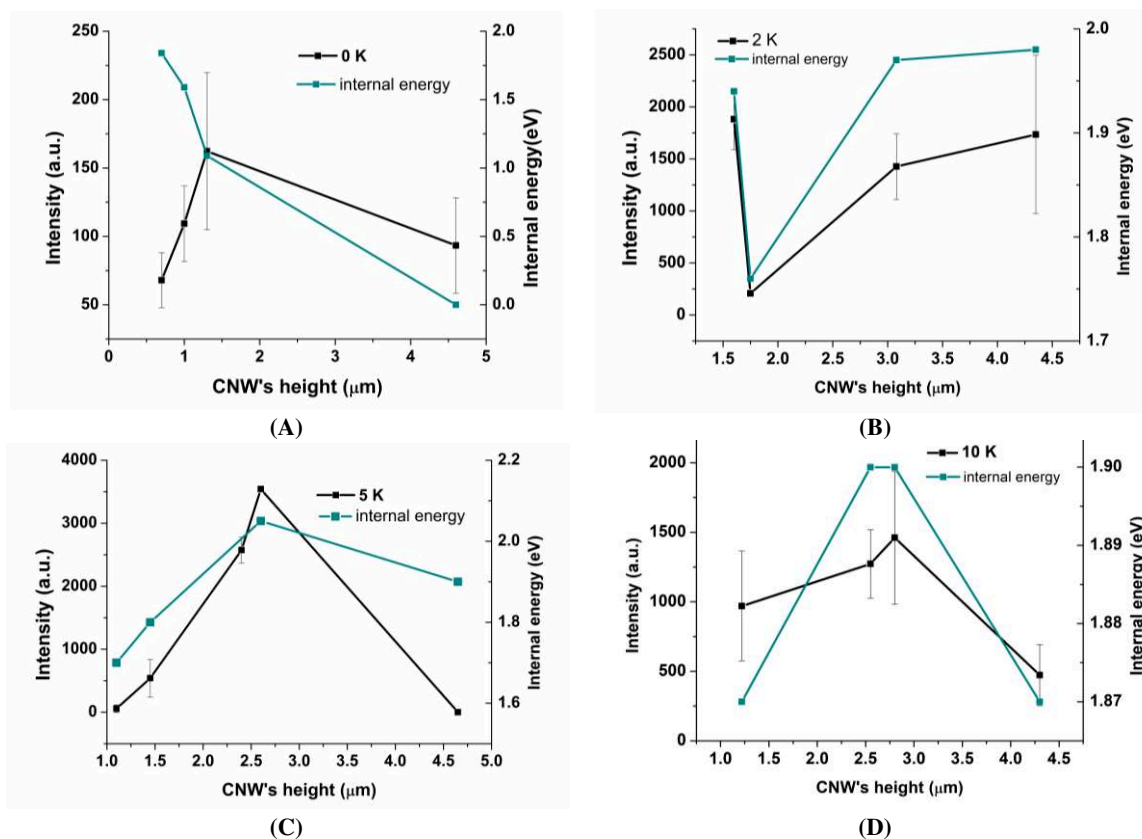 250
200
150
100
50
Intensity (a.u.)
0 K
internal energy
2.0
1.5
1.0
0.5
0.0
Internal energy(eV)
0 1 2 3 4 5
CNW's height (μm)
(A)
2500
2000
1500
1000
500
0
Intensity (a.u.)
2 K
internal energy
2.0
1.9
1.8
1.7
Internal energy (eV)
1.5 2.0 2.5 3.0 3.5 4.0 4.5
CNW's height (μm)
(B)
4000
3000
2000
1000
0
Intensity (a.u.)
5 K
internal energy
2.2
2.0
1.8
1.6
Internal energy (eV)
1.0 1.5 2.0 2.5 3.0 3.5 4.0 4.5 5.0
CNW's height (μm)
(C)
2000
1500
1000
500
0
Intensity (a.u.)
10 K
internal energy
1.90
1.89
1.88
1.87
Internal energy (eV)
1.0 1.5 2.0 2.5 3.0 3.5 4.0 4.5
CNW's height (μm)
(D)